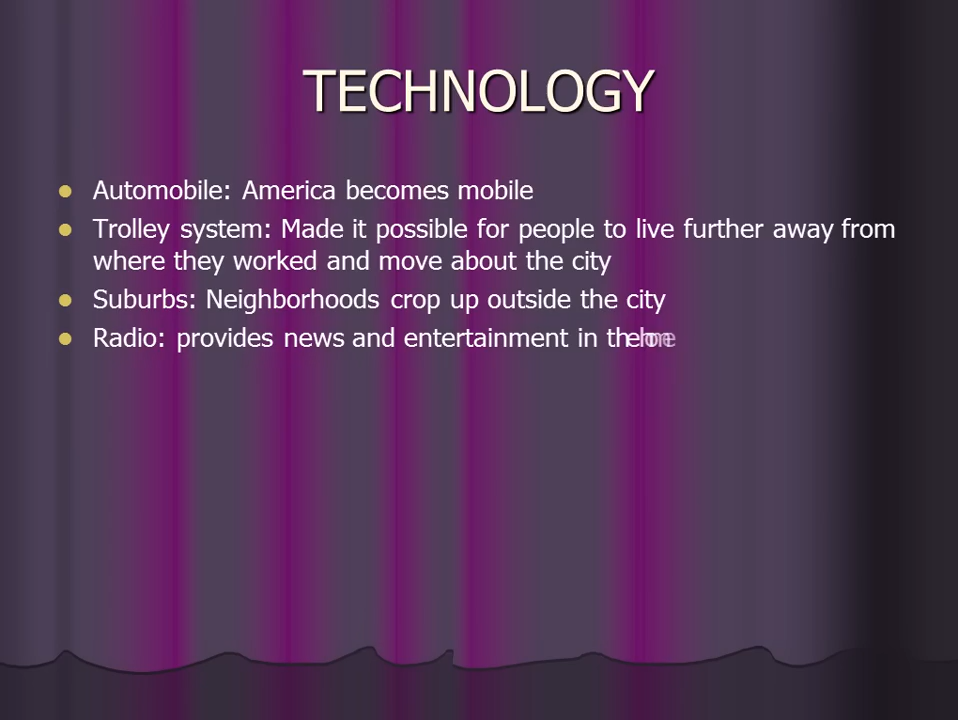 TECHNOLOGY
Automobile: America becomes mobile
Trolley system: Made it possible for people to live further away from
where they worked and move about the city
Suburbs: Neighborhoods crop up outside the city
Radio: provides news and entertainment in the